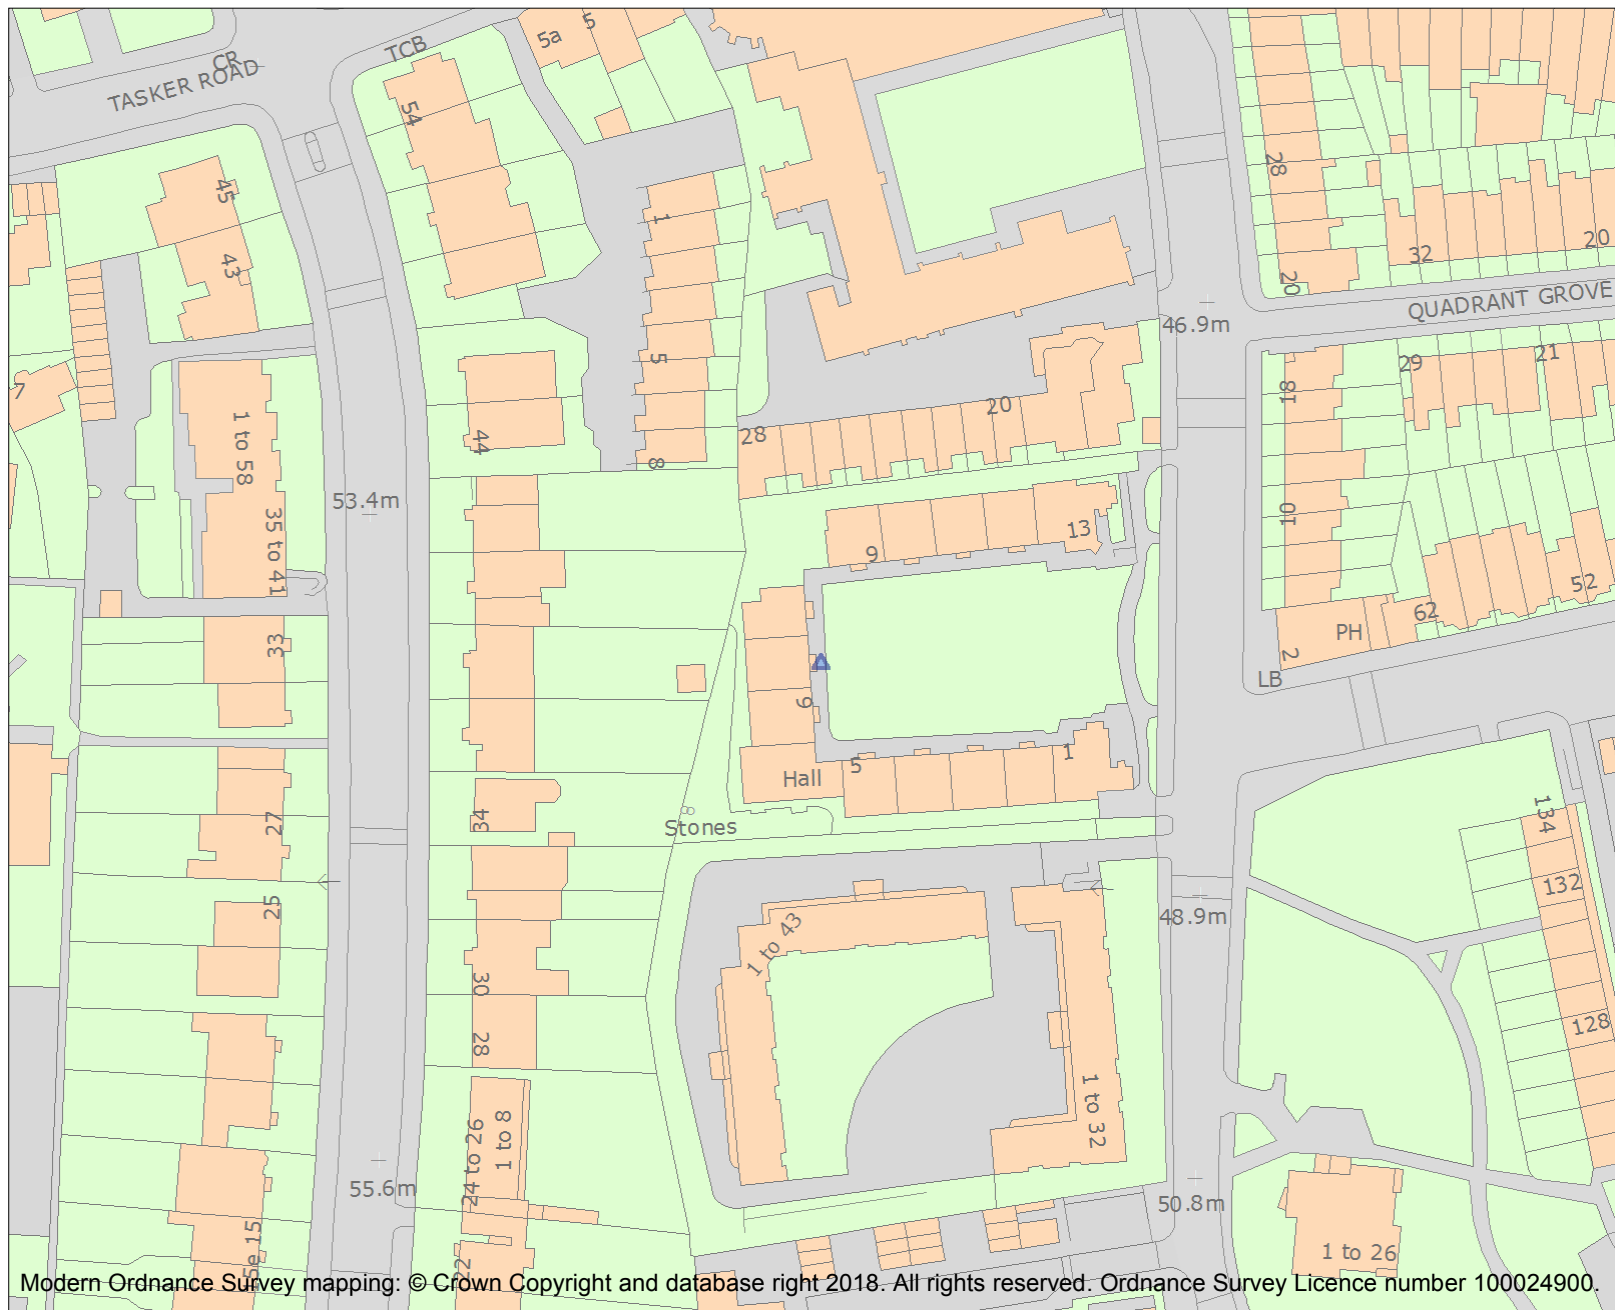 5a
5
TCB
CR
TASKER ROAD
54
45
43
28
1
32
20
20
QUADRANT GROVE
46.9m
5
29
21
7
18
20
28
1 to 58
44
8
53.4m
10
13
9
35 to 41
52
62
PH
33
2
LB
6
1
5
Hall
34
Stones
27
134
132
25
48.9m
1 to 43
30
128
28
1 to 32
24 to 26
1 to 8
55.6m
50.8m
5e 15
1 to 26
22
Modern Ordnance Survey mapping: © Crown Copyright and database right 2018. All rights reserved. Ordnance Survey Licence number 100024900.